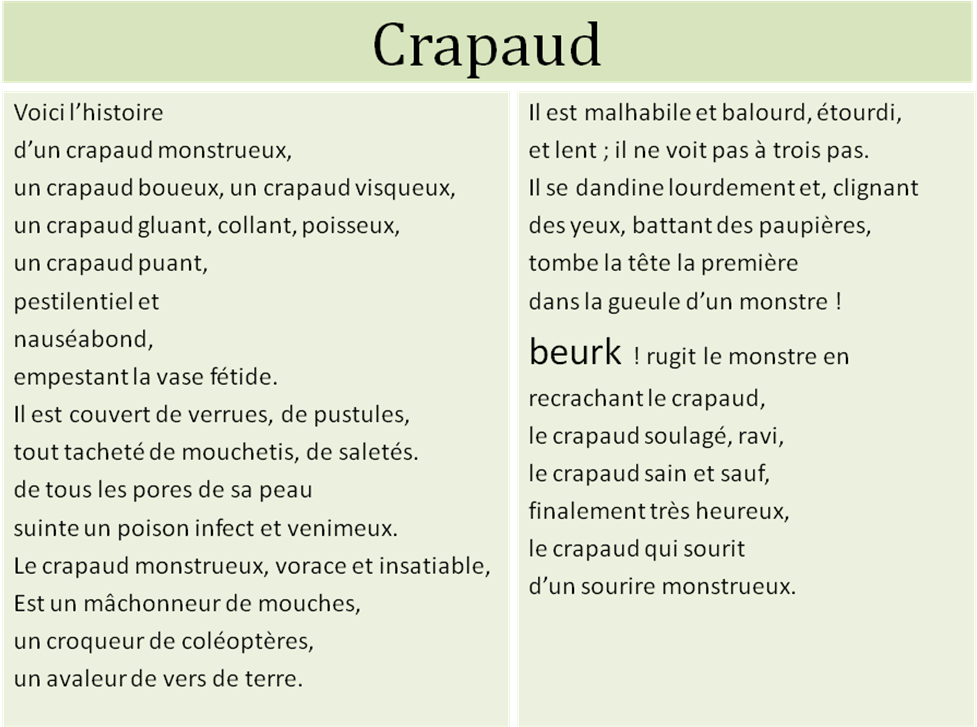 Crapaud
Voici l’histoire
d’un crapaud monstrueux,
un crapaud boueux, un crapaud visqueux,
un crapaud gluant, collant, poisseux,
un crapaud puant,
pestilentiel et
nauséabond,
empestant la vase fétide.
Il est couvert de verrues, de pustules,
tout tacheté de mouchetis, de saletés.
de tous les pores de sa peau
suinte un poison infect et venimeux.
Le crapaud monstrueux, vorace et insatiable,
Est un mâchonneur de mouches,
un croqueur de coléoptères,
un avaleur de vers de terre.
Il est malhabile et balourd, étourdi,
et lent ; il ne voit pas à trois pas.
Il se dandine lourdement et, clignant
des yeux, battant des paupières,
tombe la tête la première
dans la gueule d’un monstre !
beurk ! rugit le monstre en
recrachant le crapaud,
le crapaud soulagé, ravi,
le crapaud sain et sauf,
finalement très heureux,
le crapaud qui sourit
d’un sourire monstrueux.